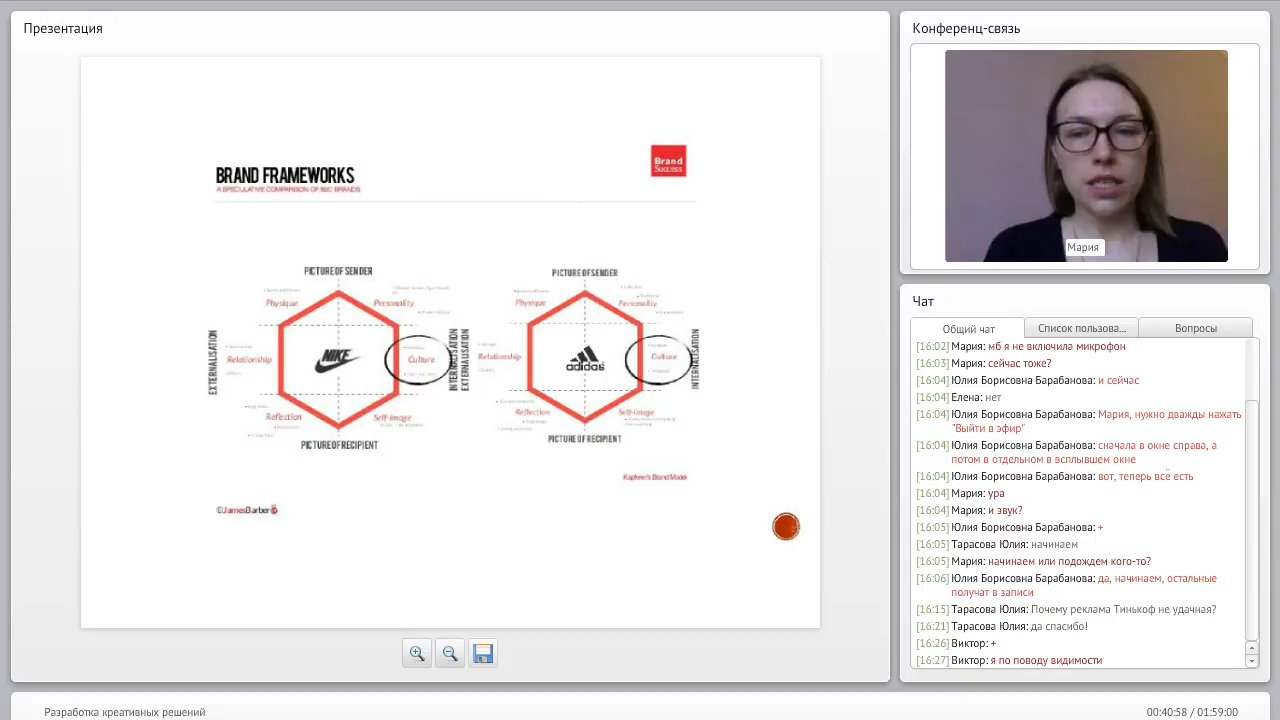 Презентация
BRAND FRAMEWORKS
A SPECULATIVE COMPARISON OF B2C BRANDS
Brand
Success
PICTURE OF SENDER
Physique
Personality
EXTERNALISATION
Relationship
NIKE
Culture
INTERNALISATION
Reflection
Self-image
PICTURE OF RECIPIENT
PICTURE OF SENDER
Physique
Personality
EXTERNALISATION
Relationship
adidas
Culture
INTERNALISATION
Reflection
Self-image
PICTURE OF RECIPIENT
Kapferer's Brand Model
©JamesBarber
Конференц-связь
Мария
Чат
Общий чат
Список пользова...
Вопросы
[16:02] Мария: мб я не включила микрофон
[16:03] Мария: сейчас тоже?
[16:04] Юлия Борисовна Барабанова: и сейчас
[16:04] Елена: нет
[16:04] Юлия Борисовна Барабанова: Мария, нужно дважды нажать
"Выйти в эфир"
[16:04] Юлия Борисовна Барабанова: сначала в окне справа, а
потом в отдельном в всплывшем окне
[16:04] Юлия Борисовна Барабанова: вот, теперь всё есть
[16:04] Мария: ура
[16:04] Мария: и звук?
[16:05] Юлия Борисовна Барабанова: +
[16:05] Тарасова Юлия: начинаем
[16:05] Мария: начинаем или подождем кого-то?
[16:06] Юлия Борисовна Барабанова: да, начинаем, остальные
получат в записи
[16:15] Тарасова Юлия: Почему реклама Тинькоф не удачная?
[16:21] Тарасова Юлия: да спасибо!
[16:26] Виктор: +
[16:27] Виктор: я по поводу видимости
Разработка креативных решений
00:40:58 / 01:59:00